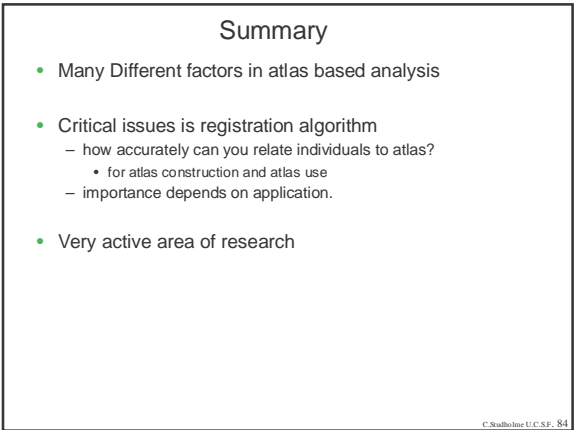 Summary
• Many Different factors in atlas based analysis
• Critical issues is registration algorithm
– how accurately can you relate individuals to atlas?
• for atlas construction and atlas use
– importance depends on application.
• Very active area of research
C.Studholme U.C.S.F. 84